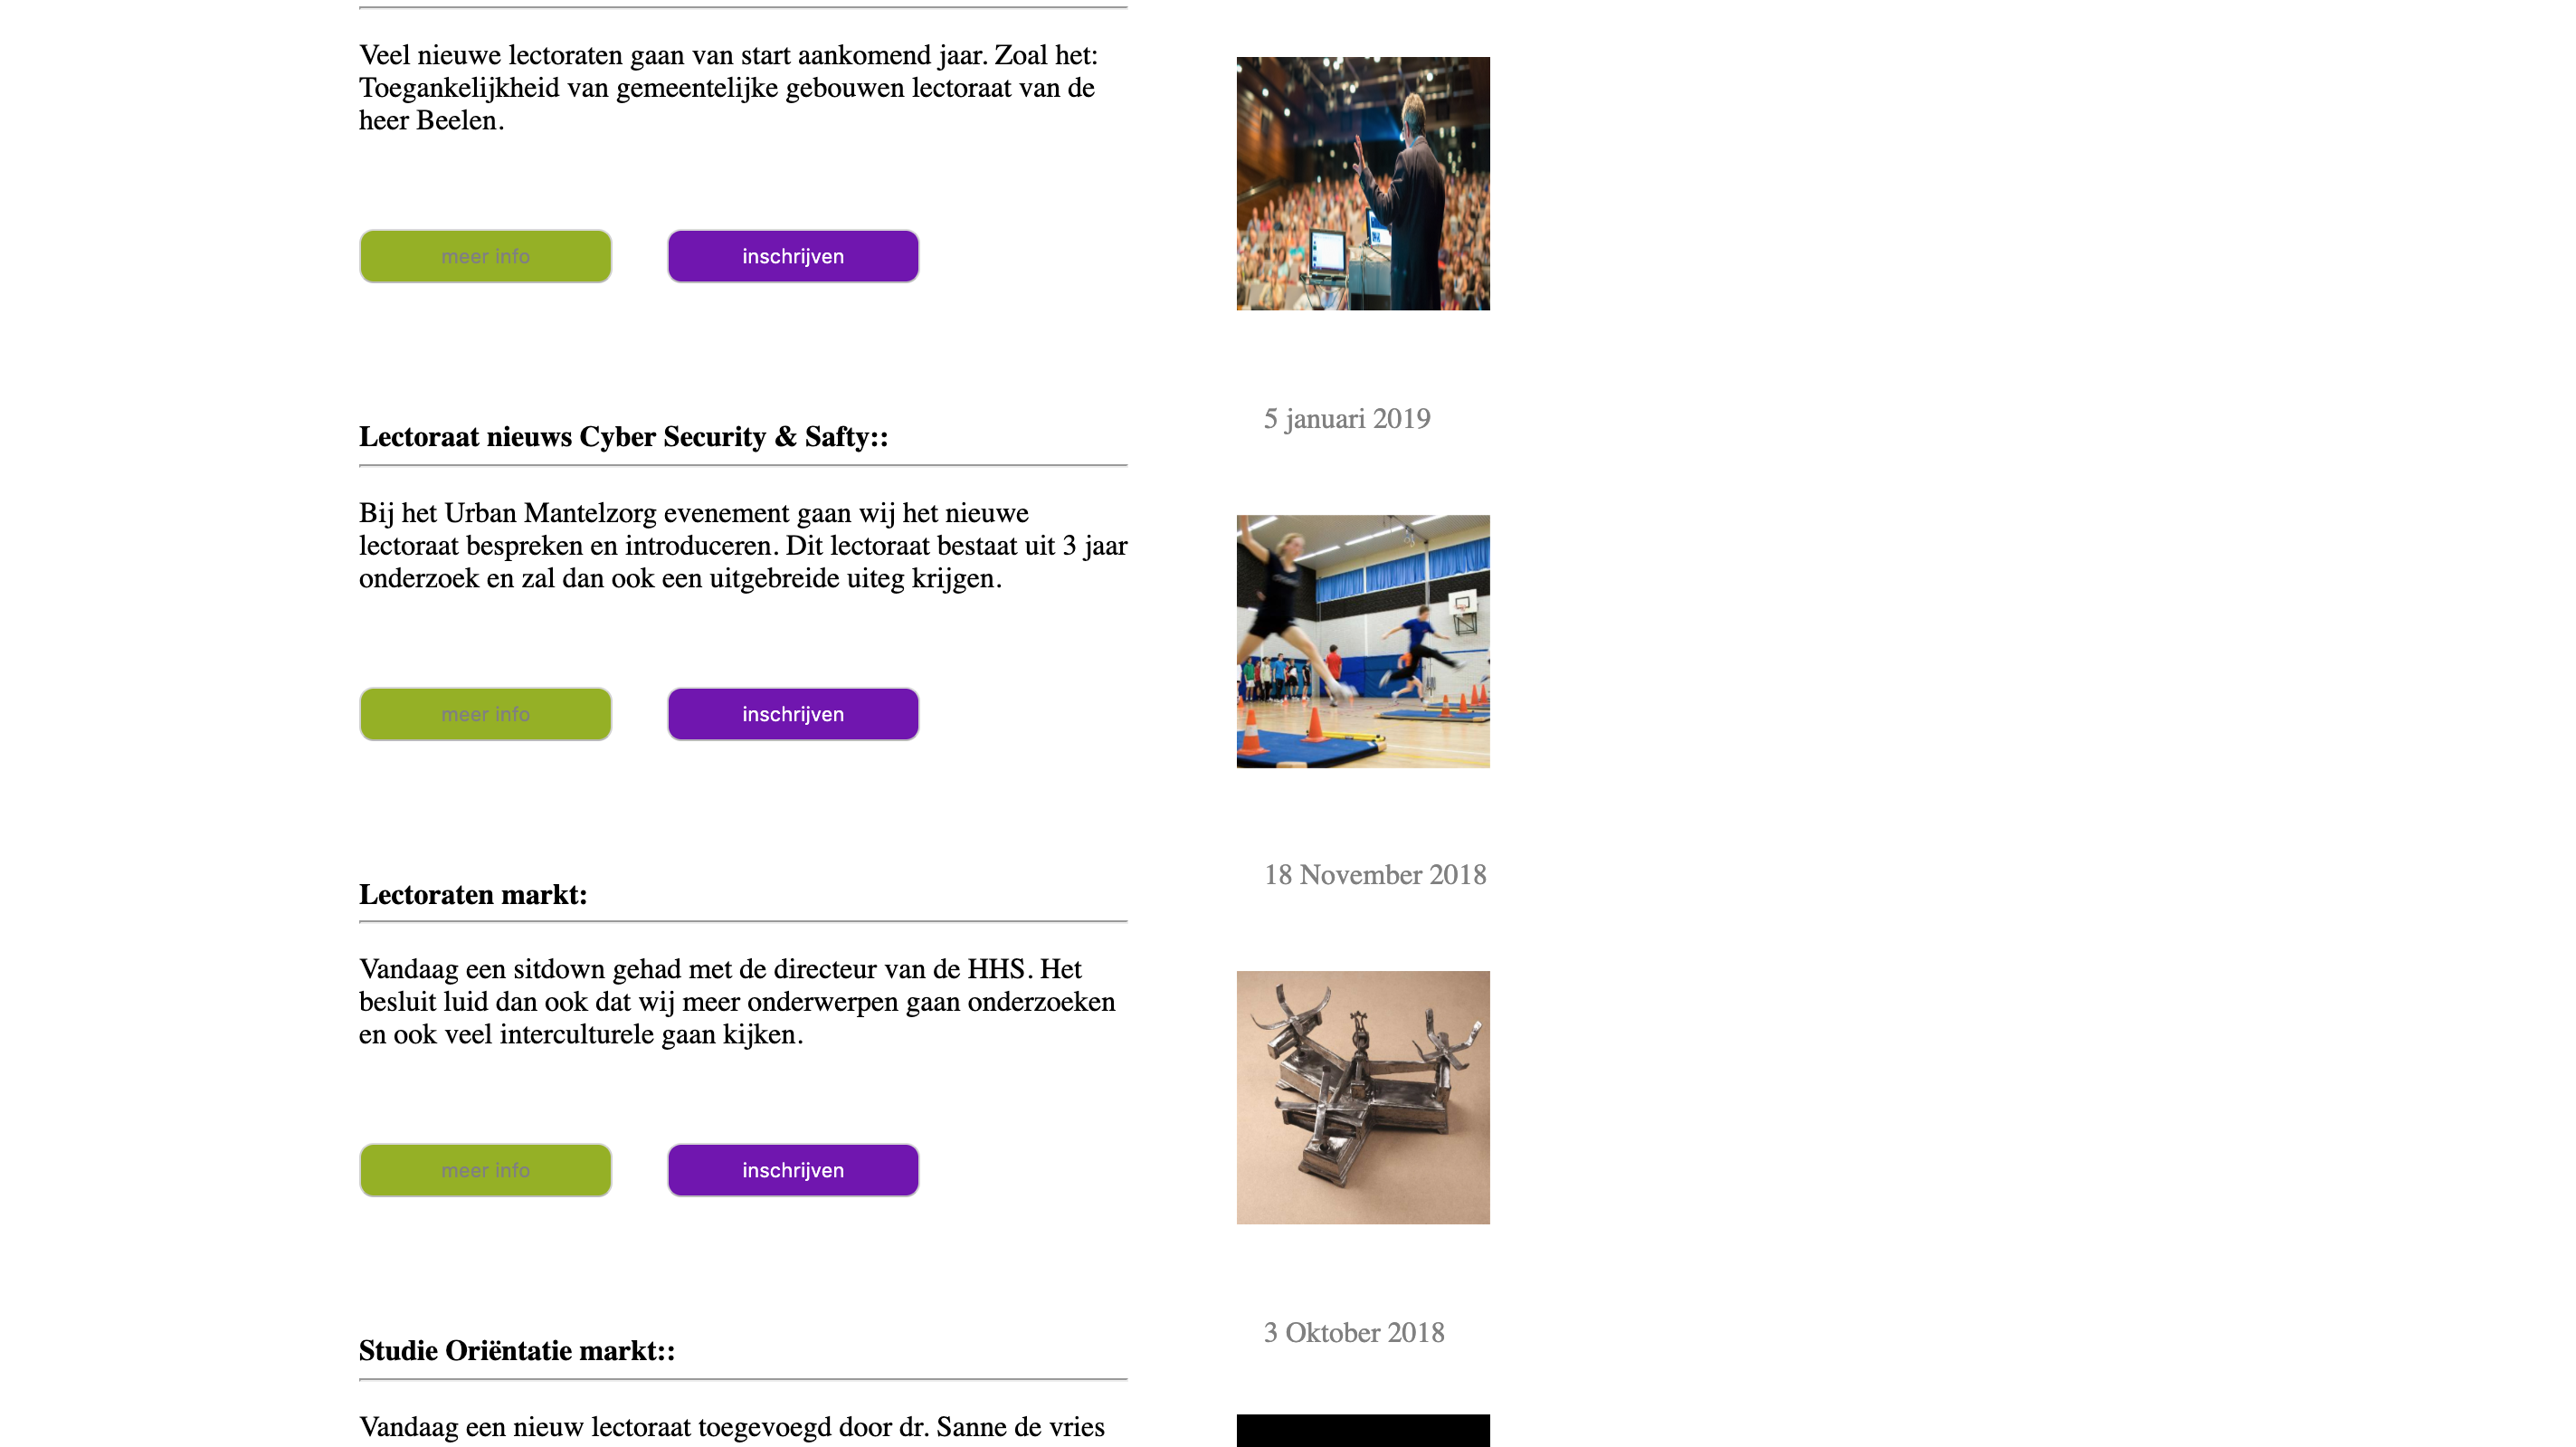 Veel nieuwe lectoraten gaan van start aankomend jaar. Zoal het:
Toegankelijkheid van gemeentelijke gebouwen lectoraat van de
heer Beelen.
meer info
inschrijven
5 januari 2019
Lectoraat nieuws Cyber Security & Safty::
Bij het Urban Mantelzorg evenement gaan wij het nieuwe
lectoraat bespreken en introduceren. Dit lectoraat bestaat uit 3 jaar
onderzoek en zal dan ook een uitgebreide uiteg krijgen.
meer info
inschrijven
18 November 2018
Lectoraten markt:
Vandaag een sitdown gehad met de directeur van de HHS. Het
besluit luid dan ook dat wij meer onderwerpen gaan onderzoeken
en ook veel interculturele gaan kijken.
meer info
inschrijven
3 Oktober 2018
Studie Oriëntatie markt::
Vandaag een nieuw lectoraat toegevoegd door dr. Sanne de vries